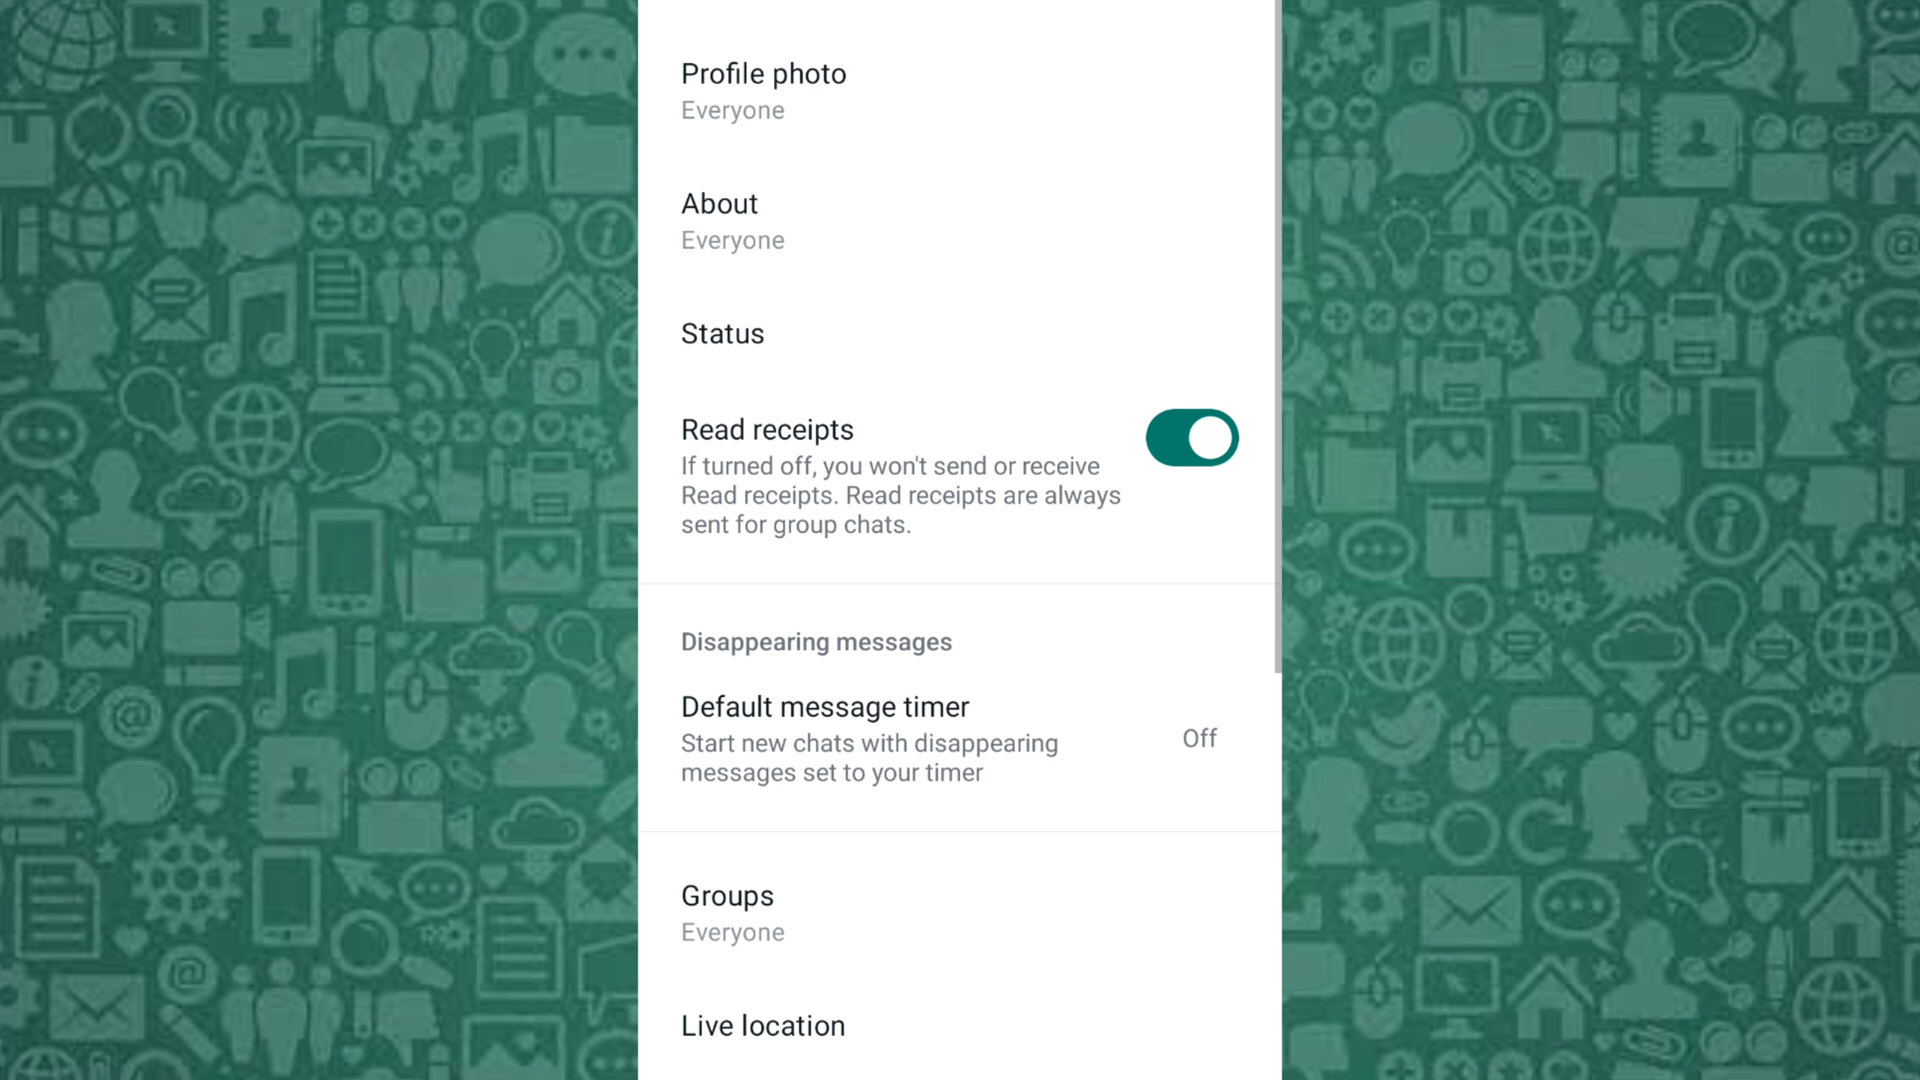 Profile photo
Everyone
About
Everyone
Status
Read receipts
If turned off, you won't send or receive
Read receipts. Read receipts are always
sent for group chats.
Disappearing messages
Default message timer
Start new chats with disappearing
messages set to your timer
Off
Groups
Everyone
Live location